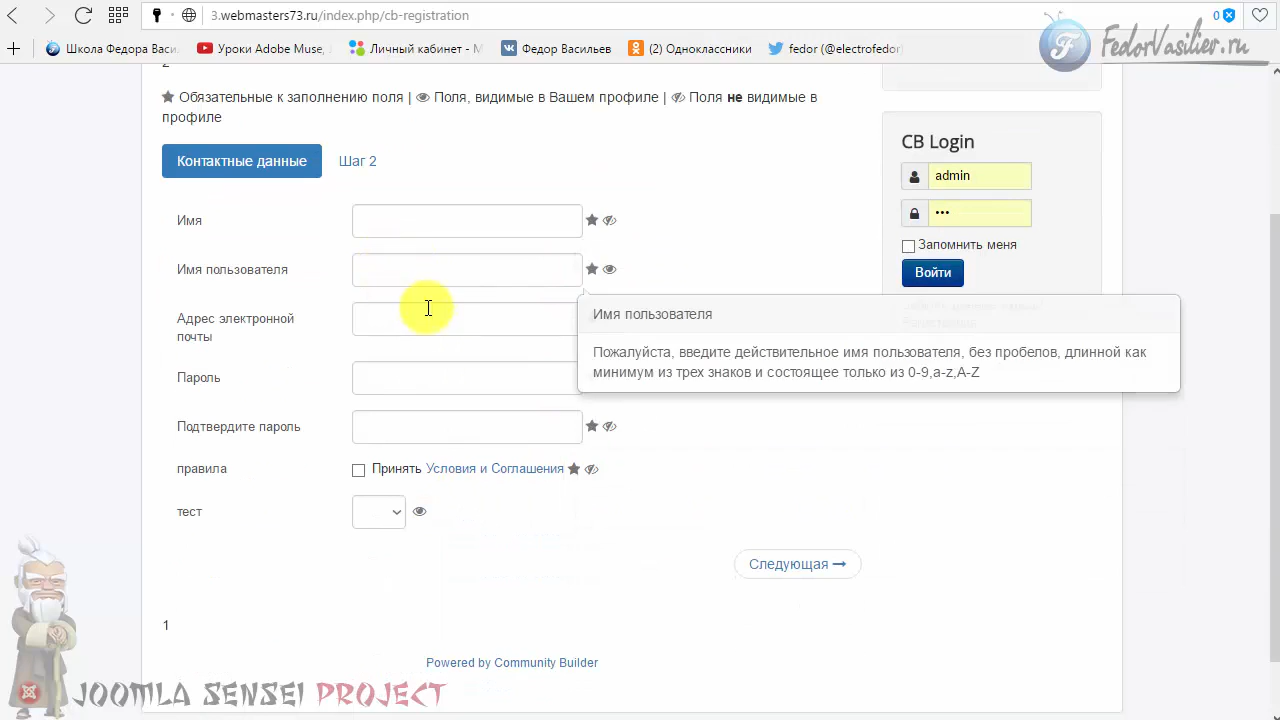 3.webmasters73.ru/index.php/cb-registration
0
Школа Федора Васи.
Уроки Adobe Muse,
Личный кабинет - М
Федор Васильев
(2) Одноклассники
fedor (@electrofedor)
FedorVasiliev.ru
Обязательные к заполнению поля | Поля, видимые в Вашем профиле | Поля не видимые в
профиле
Контактные данные Шаг 2
CB Login
admin
•••
Запомнить меня
Войти
Имя
Имя пользователя
Адрес электронной
почты
Имя пользователя
Пожалуйста, введите действительное имя пользователя, без пробелов, длинной как
минимум из трех знаков и состоящее только из 0-9,a-z,A-Z
Пароль
Подтвердите пароль
правила Принять Условия и Соглашения
тест
Следующая
1
Powered by Community Builder
JOOMLA SENSEI PROJECT